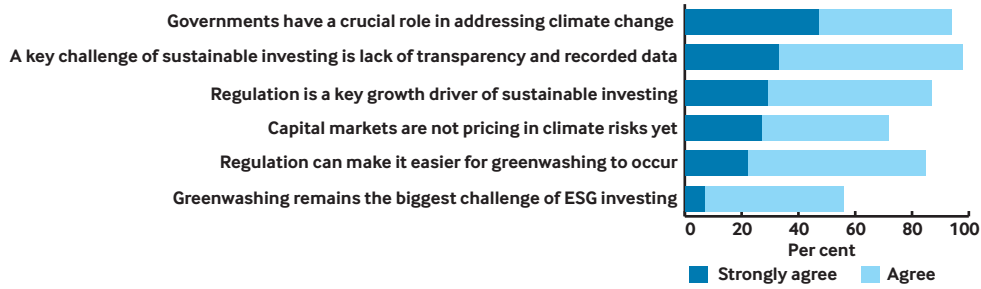 Governments have a crucial role in addressing climate change
A key challenge of sustainable investing is lack of transparency and recorded data
Regulation is a key growth driver of sustainable investing
Capital markets are not pricing in climate risks yet
Regulation can make it easier for greenwashing to occur
Greenwashing remains the biggest challenge of ESG investing
0 20 40 60 80 100
Per cent
Strongly agree Agree